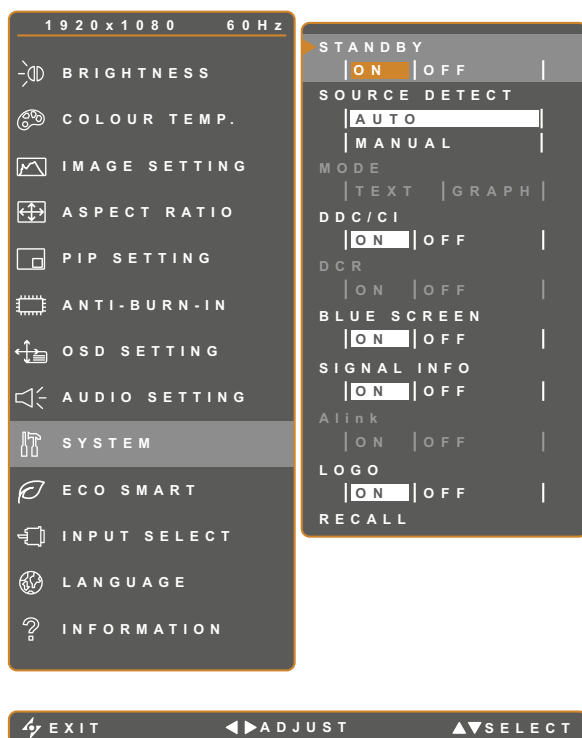 1920x1080 60Hz
BRIGHTNESS
COLOUR TEMP.
IMAGE SETTING
ASPECT RATIO
PIP SETTING
ANTI-BURN-IN
OSD SETTING
AUDIO SETTING
SYSTEM
ECO SMART
INPUT SELECT
LANGUAGE
INFORMATION
STANDBY
ON OFF
SOURCE DETECT
AUTO
MANUAL
MODE
TEXT GRAPH
DDC/CI
ON OFF
DCR
ON OFF
BLUE SCREEN
ON OFF
SIGNAL INFO
ON OFF
Alink
ON OFF
LOGO
ON OFF
RECALL
EXIT ADJUST SELECT